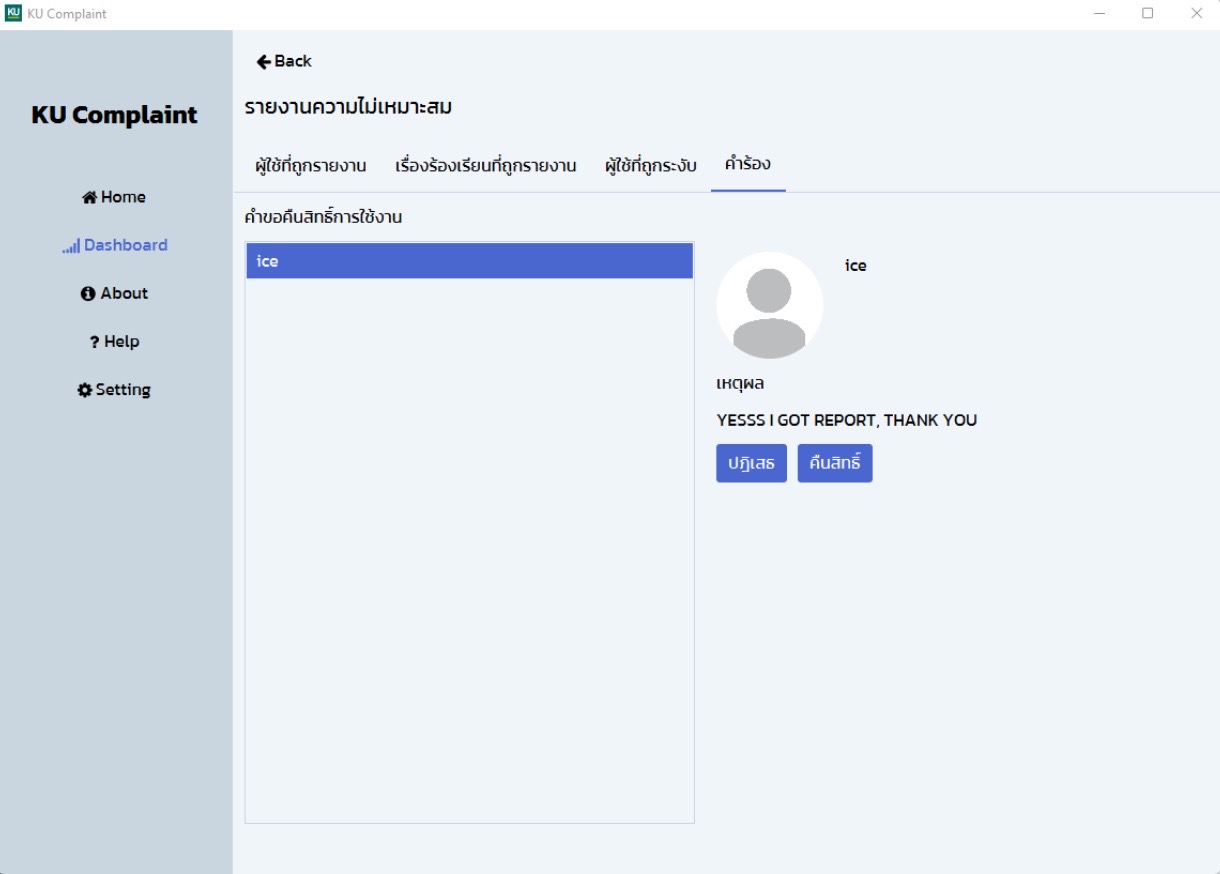 KU KU Complaint
KU Complaint
Home
Dashboard
About
? Help
Setting
Back
รายงานความไม่เหมาะสม
ผู้ใช้ที่ถูกรายงาน เรื่องร้องเรียนที่ถูกรายงาน ผู้ใช้ที่ถูกระงับ คำร้อง
คำขอคืนสิทธิ์การใช้งาน
ice
ice
เหตุผล
YESSS I GOT REPORT, THANK YOU
ปฎิเสธ คืนสิทธิ์